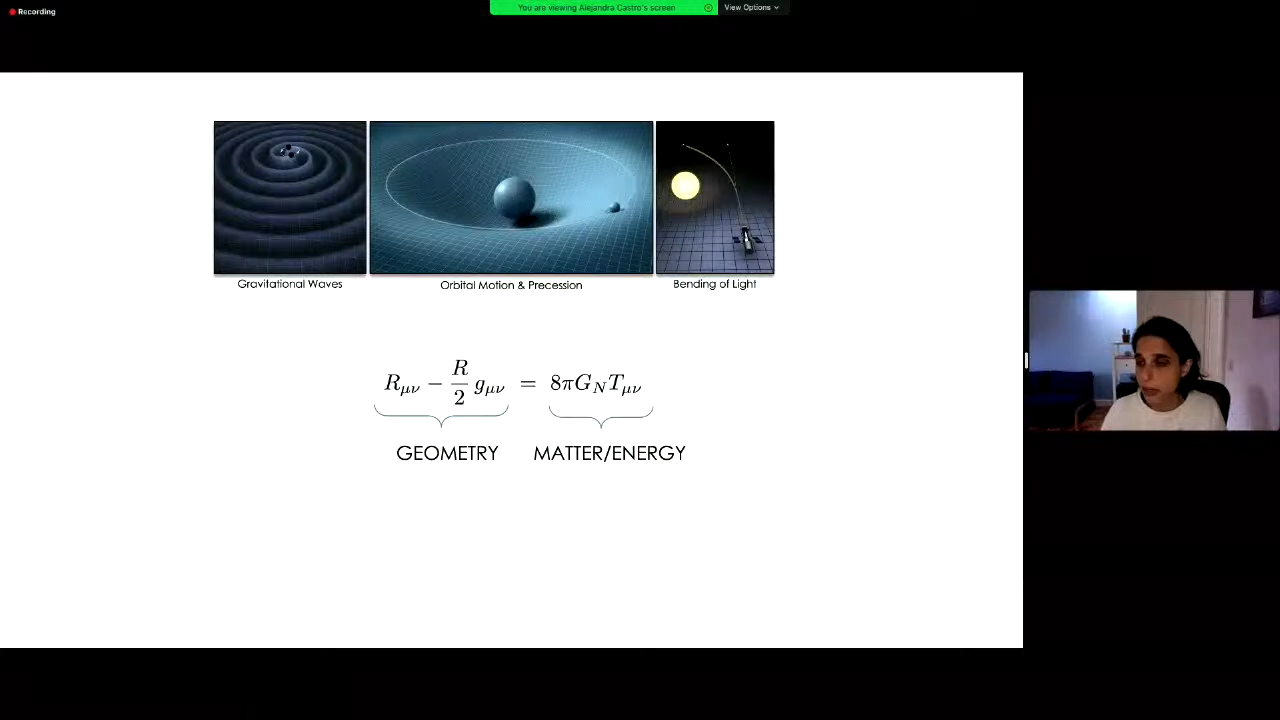 Recording
You are viewing Alejandra Castro's screen
View Options
Gravitational Waves
Orbital Motion & Precession
Bending of Light
R_{μν} − \frac{R}{2} g_{μν} = 8πG_N T_{μν}
GEOMETRY
MATTER/ENERGY